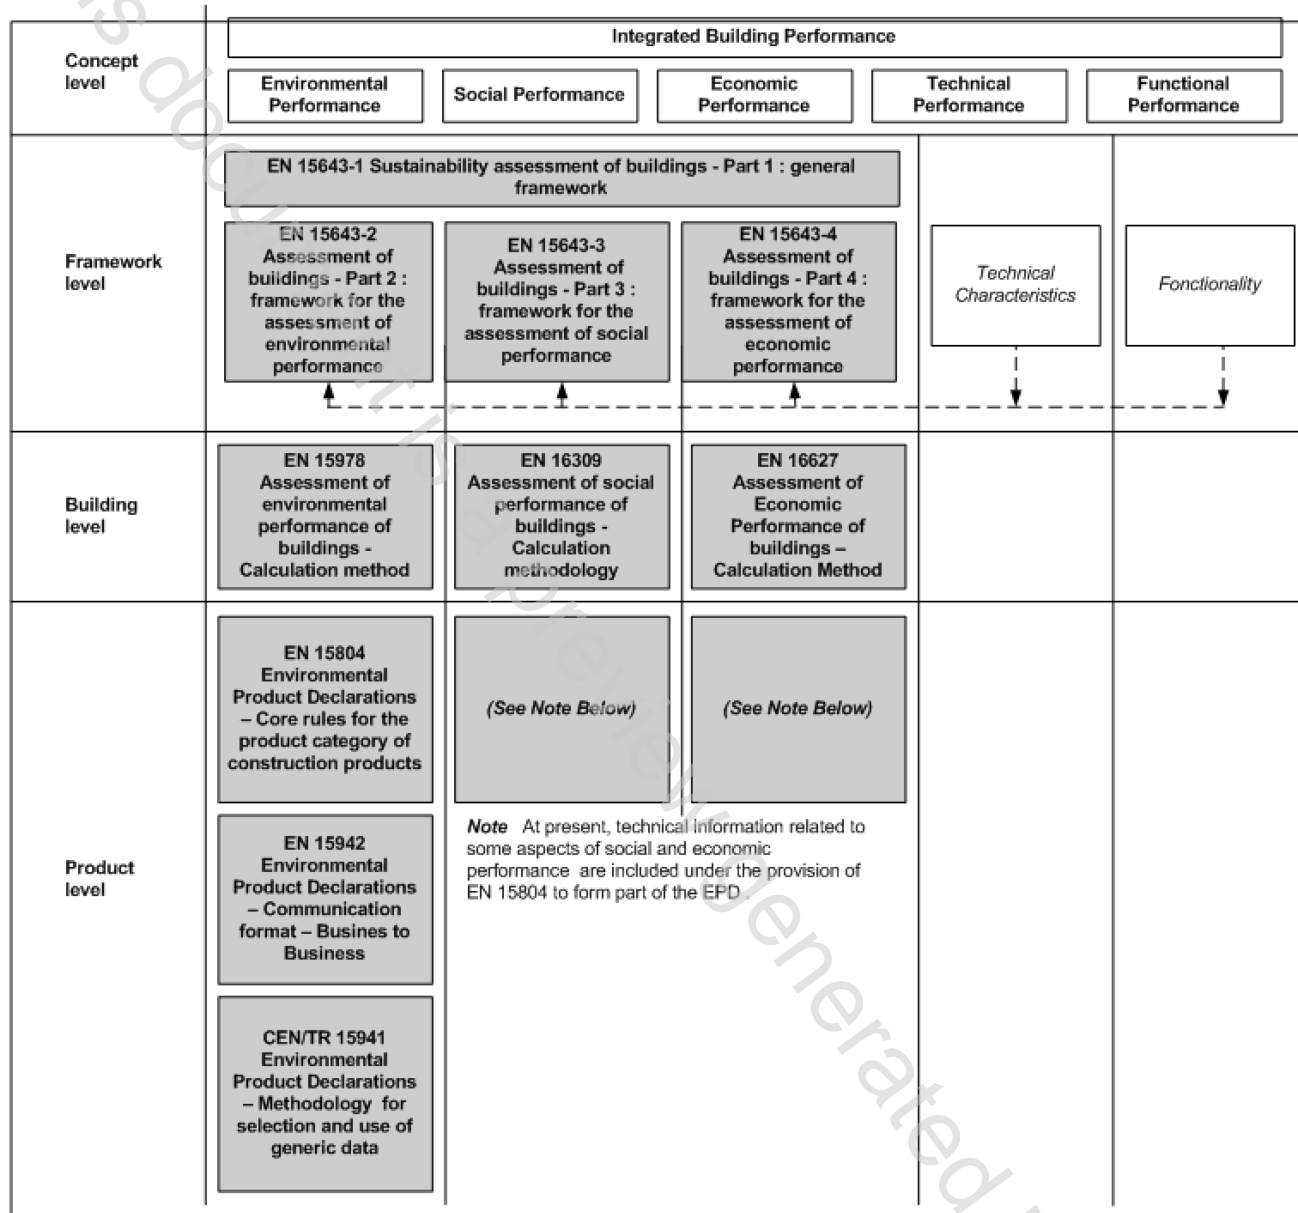 Integrated Building Performance
Concept
level
Environmental
Performance
Social Performance
Economic
Performance
Technical
Performance
Functional
Performance
Framework
level
EN 15643-1 Sustainability assessment of buildings - Part 1 : general
framework
EN 15643-2
Assessment of
buildings - Part 2 :
framework for the
assessment of
environmental
performance
EN 15643-3
Assessment of
buildings - Part 3 :
framework for the
assessment of social
performance
EN 15643-4
Assessment of
buildings - Part 4 :
framework for the
assessment of
economic
performance
Technical
Characteristics
Fonctionality
Building
level
EN 15978
Assessment of
environmental
performance of
buildings -
Calculation method
EN 16309
Assessment of social
performance of
buildings -
Calculation
methodology
EN 16627
Assessment of
Economic
Performance of
buildings –
Calculation Method
Product
level
EN 15804
Environmental
Product Declarations
– Core rules for the
product category of
construction products
(See Note Below)
(See Note Below)
Note At present, technical information related to
some aspects of social and economic
performance are included under the provision of
EN 15804 to form part of the EPD .
EN 15942
Environmental
Product Declarations
– Communication
format – Busines to
Business
CEN/TR 15941
Environmental
Product Declarations
– Methodology for
selection and use of
generic data
document is a preview generated